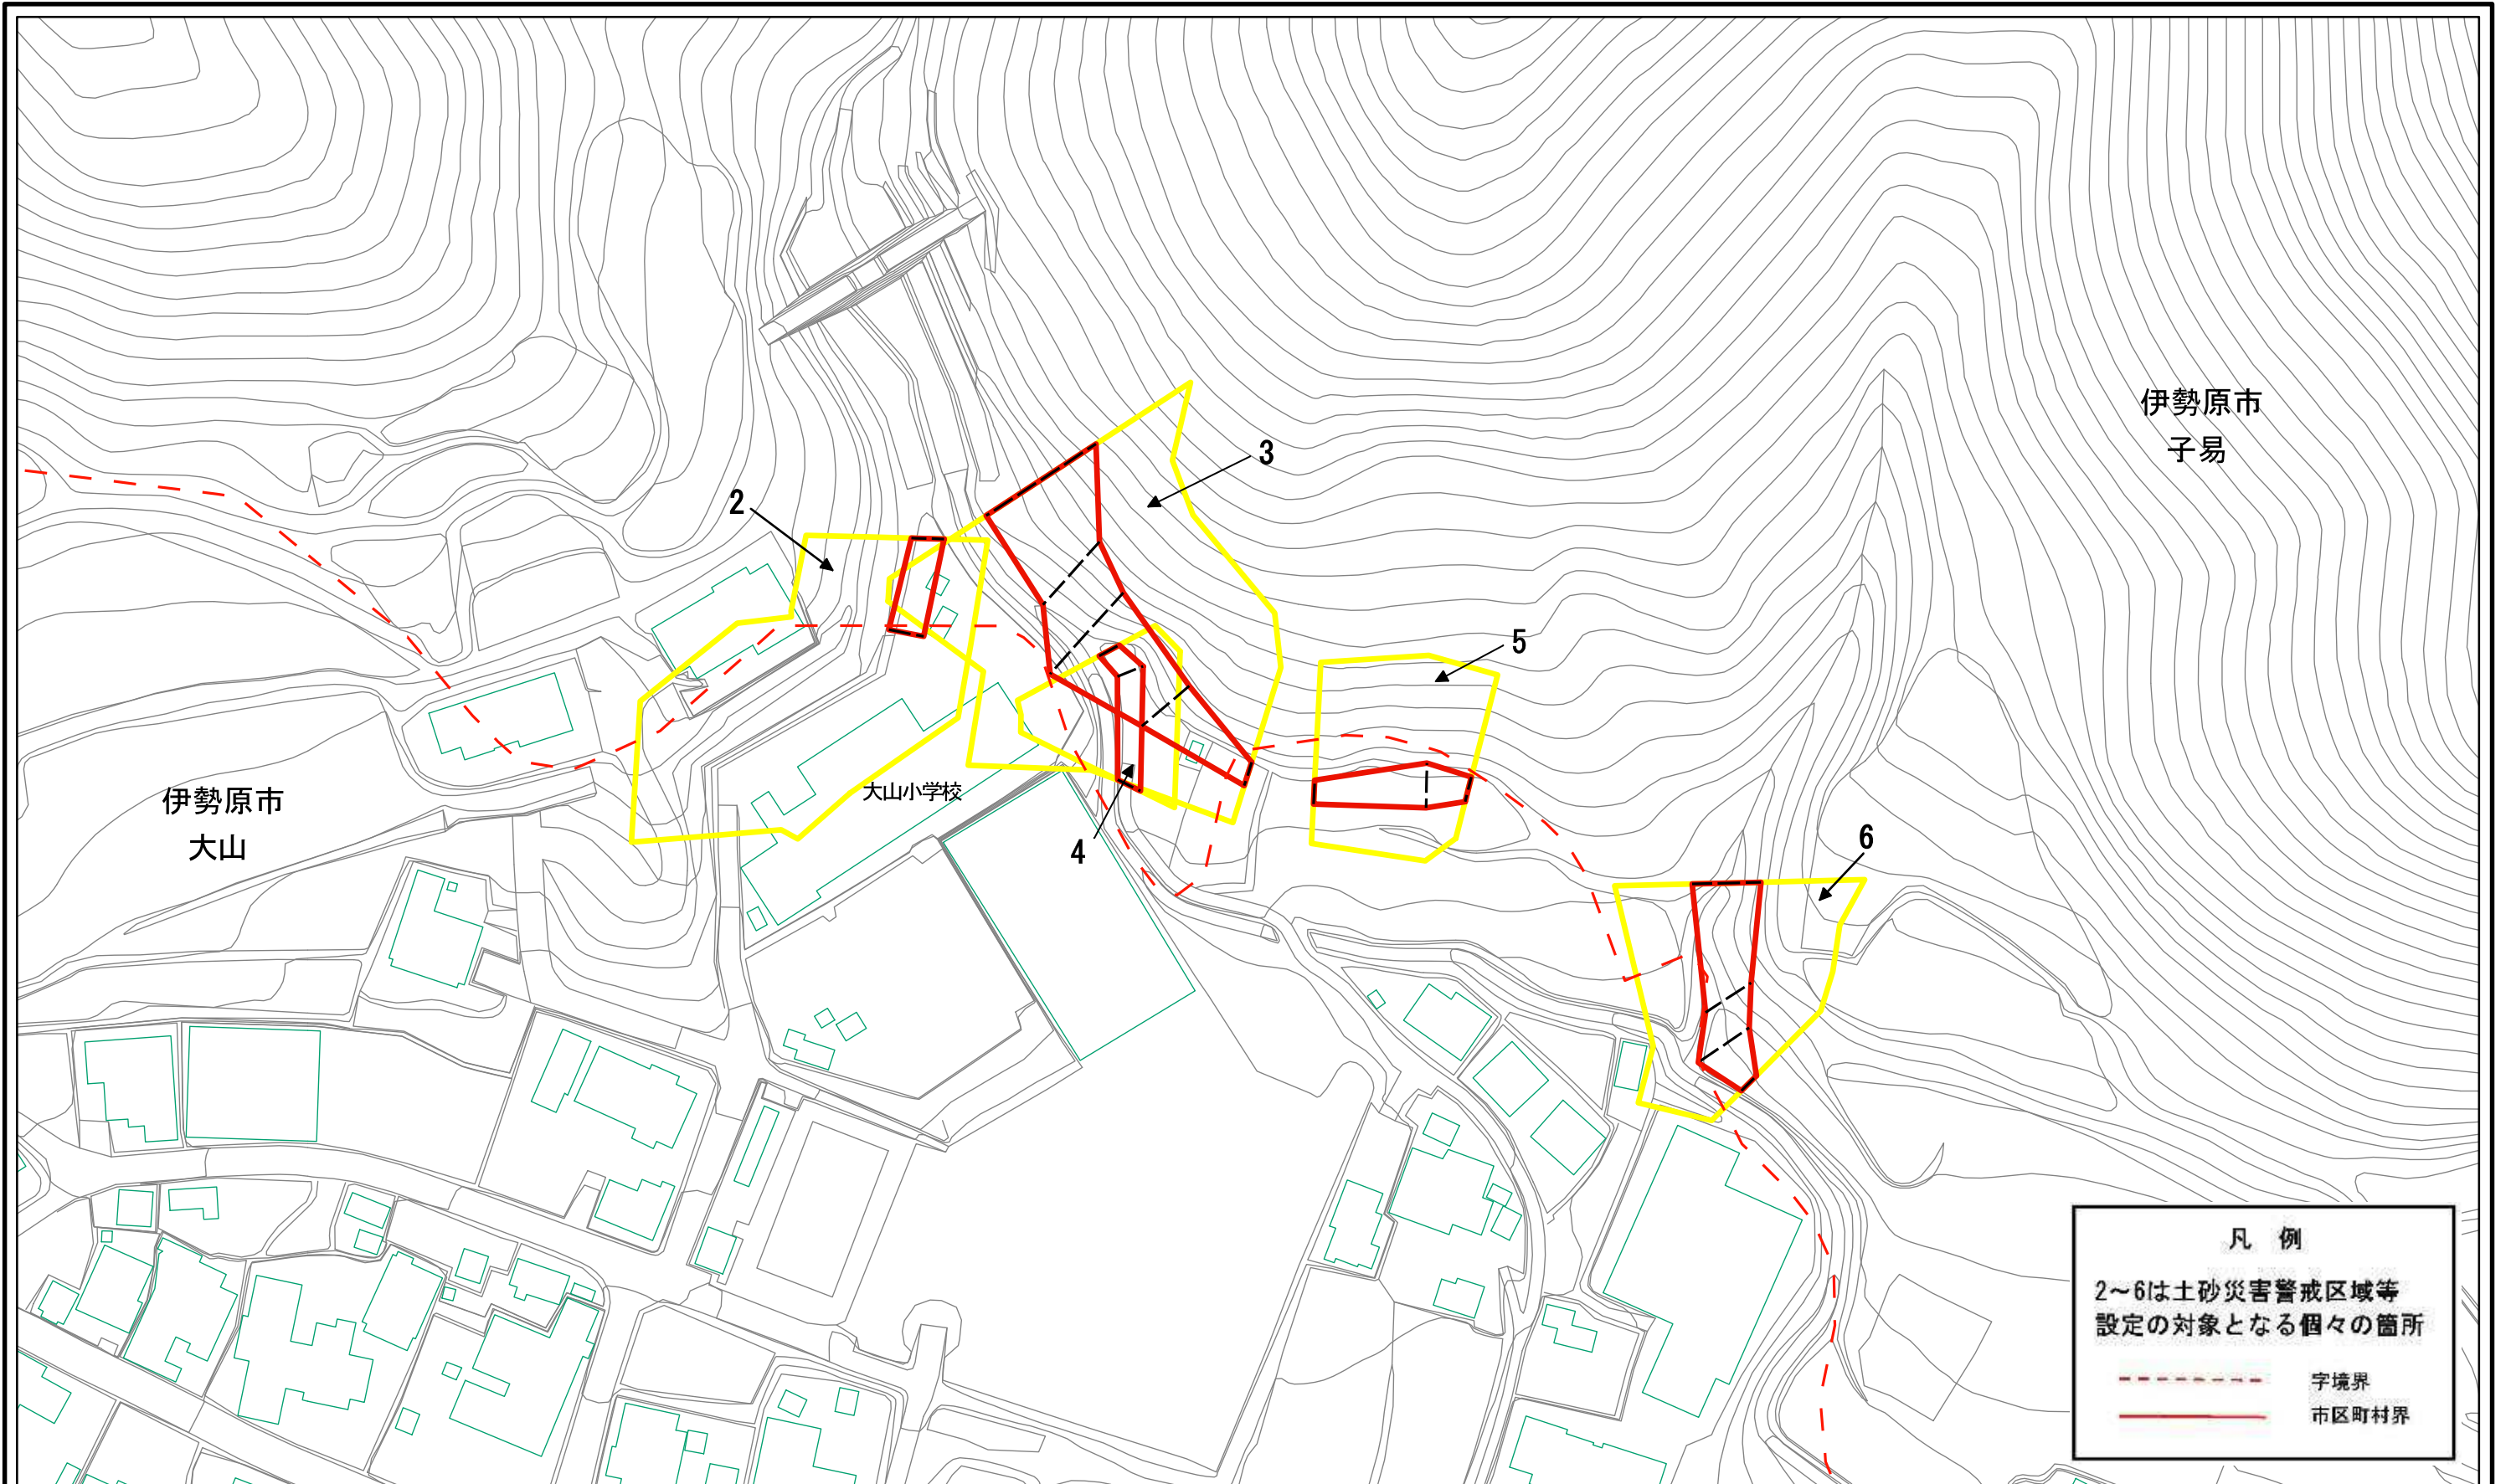 伊勢原市
子易
3
2
5
伊勢原市
大山
大山小学校
4
6
凡 例
2～6は土砂災害警戒区域等
設定の対象となる個々の箇所
字境界
市区町村界